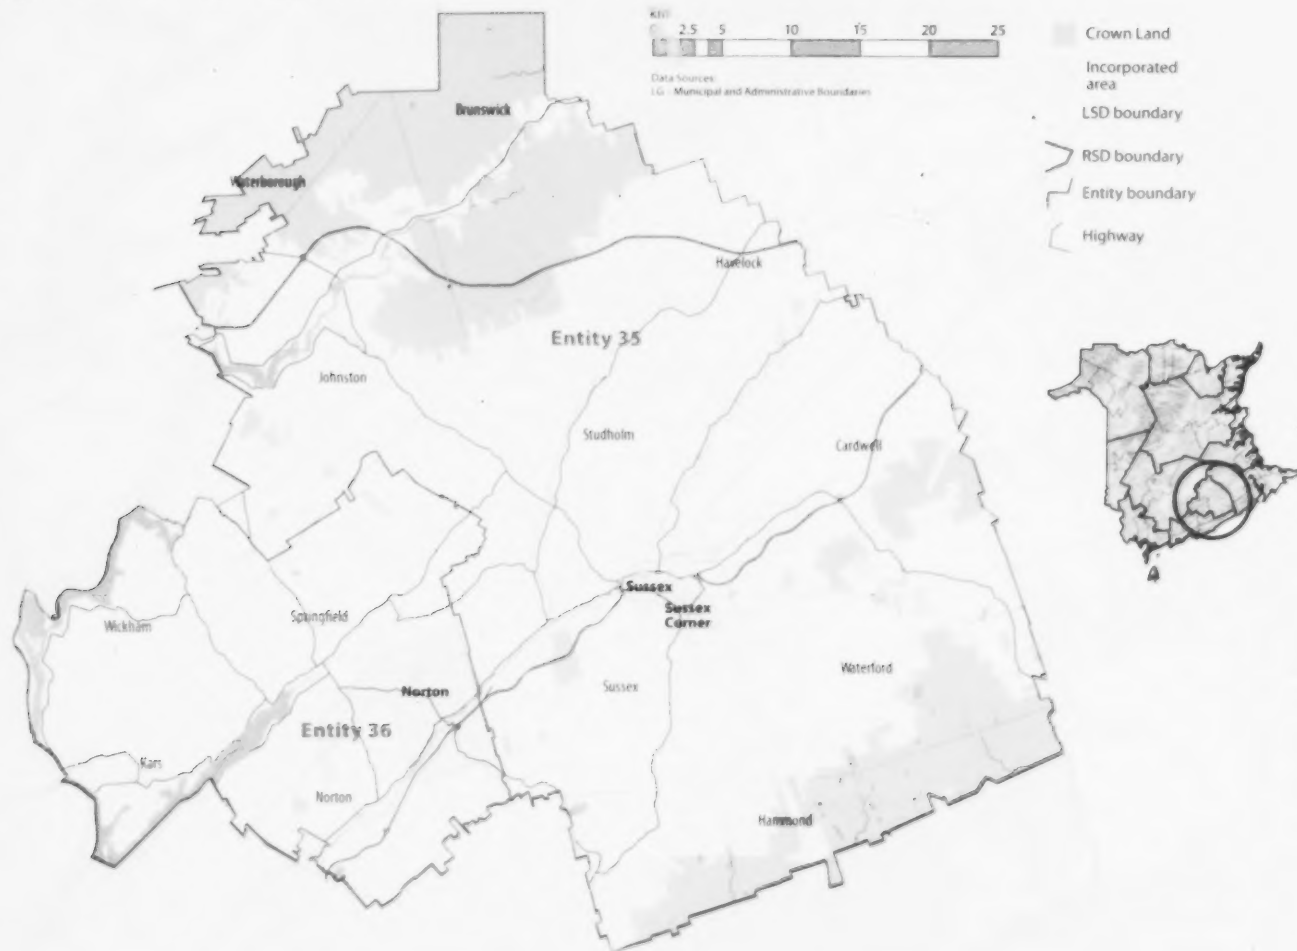 2.5 5 10 15 20 25
Data Sources:
LG - Municipal and Administrative Boundaries
Crown Land
Incorporated
area
LSD boundary
RSD boundary
Entity boundary
Highway
Brunswick
Waterborough
Havelock
Entity 35
Johnston
Studholm
Cardwell
Sussex
Sussex
Corner
Springfield
Wickham
Waterford
Sussex
Norton
Entity 36
Kars
Norton
Hammond